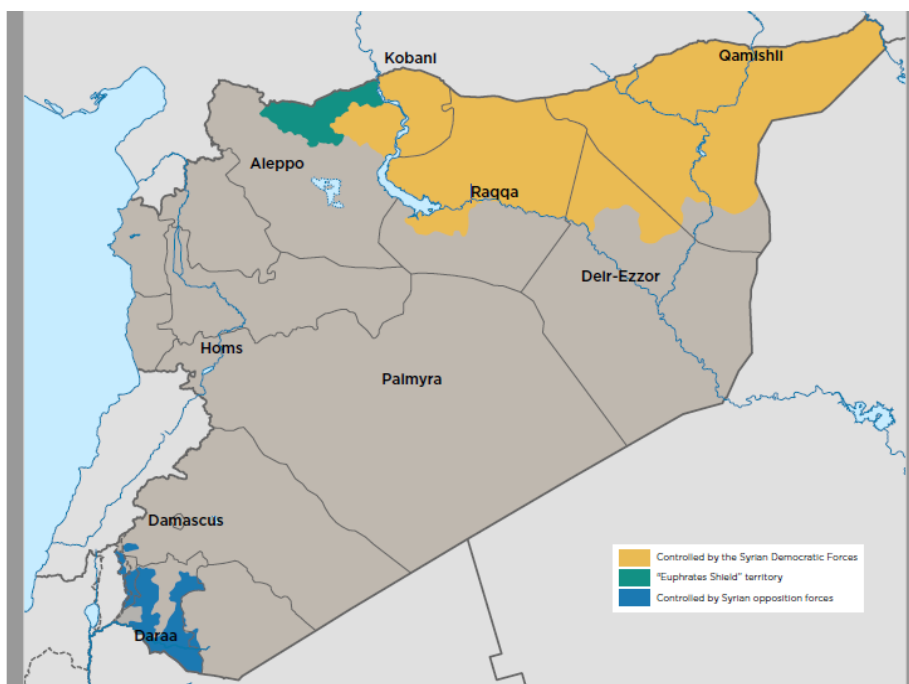 Kobani
Qamishli
Aleppo
Raqqa
Deir-Ezzor
Homs
Palmyra
Damascus
Daraa
Controlled by the Syrian Democratic Forces
"Euphrates Shield" territory
Controlled by Syrian opposition forces